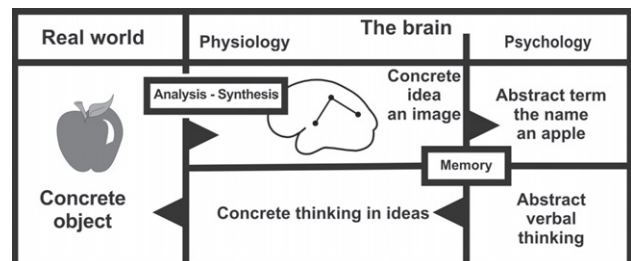 Real world
Physiology
The brain
Psychology
Analysis - Synthesis
Concrete
idea
an image
Abstract term
the name
an apple
Memory
Concrete
object
Concrete thinking in ideas
Abstract
verbal
thinking